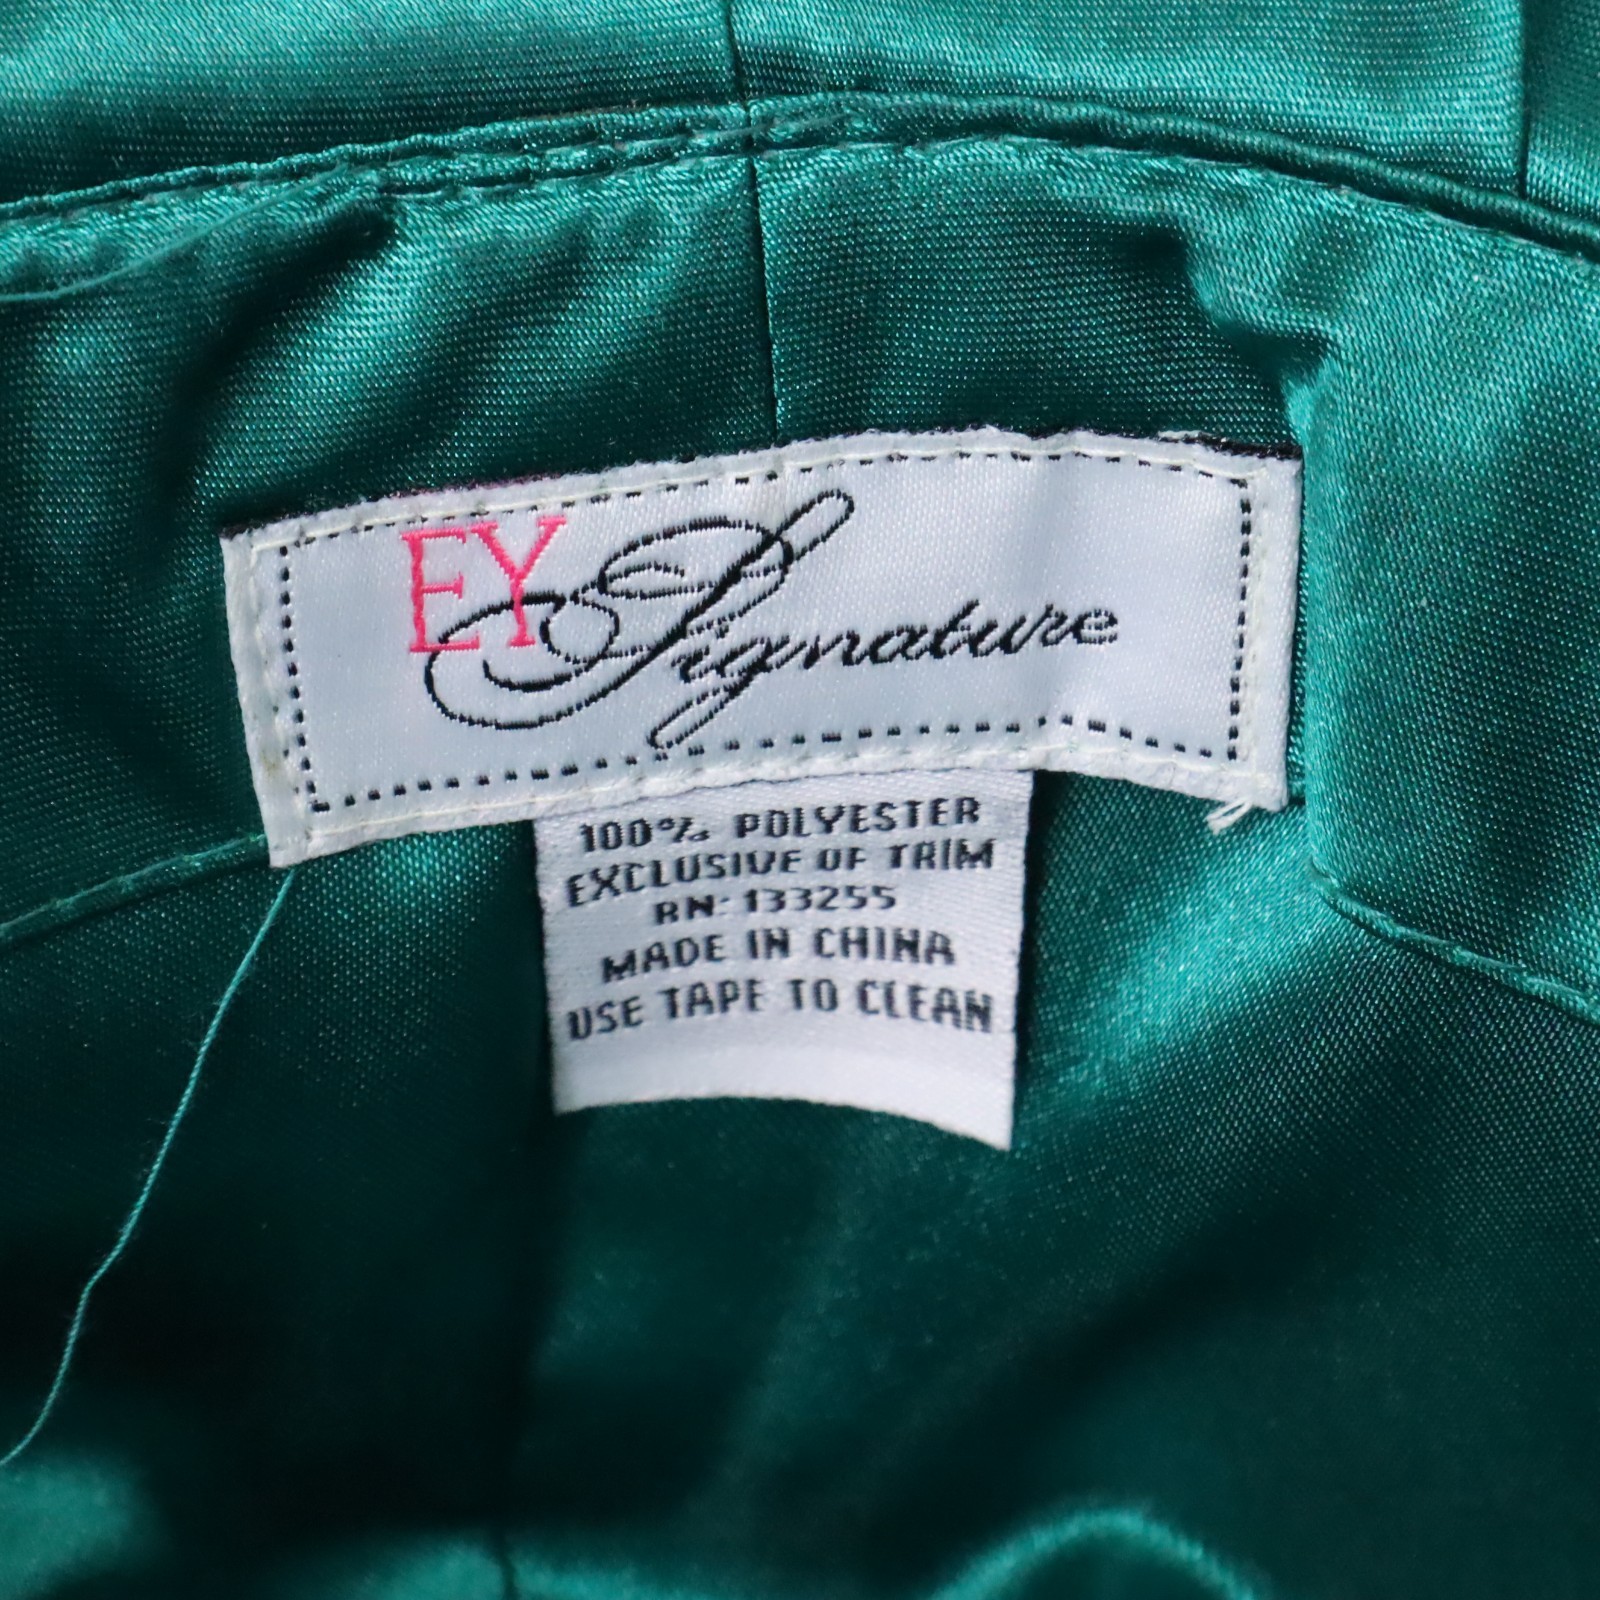 EY Signature
100% POLYESTER
EXCLUSIVE OF TRIM
RN: 133255
MADE IN CHINA
USE TAPE TO CLEAN